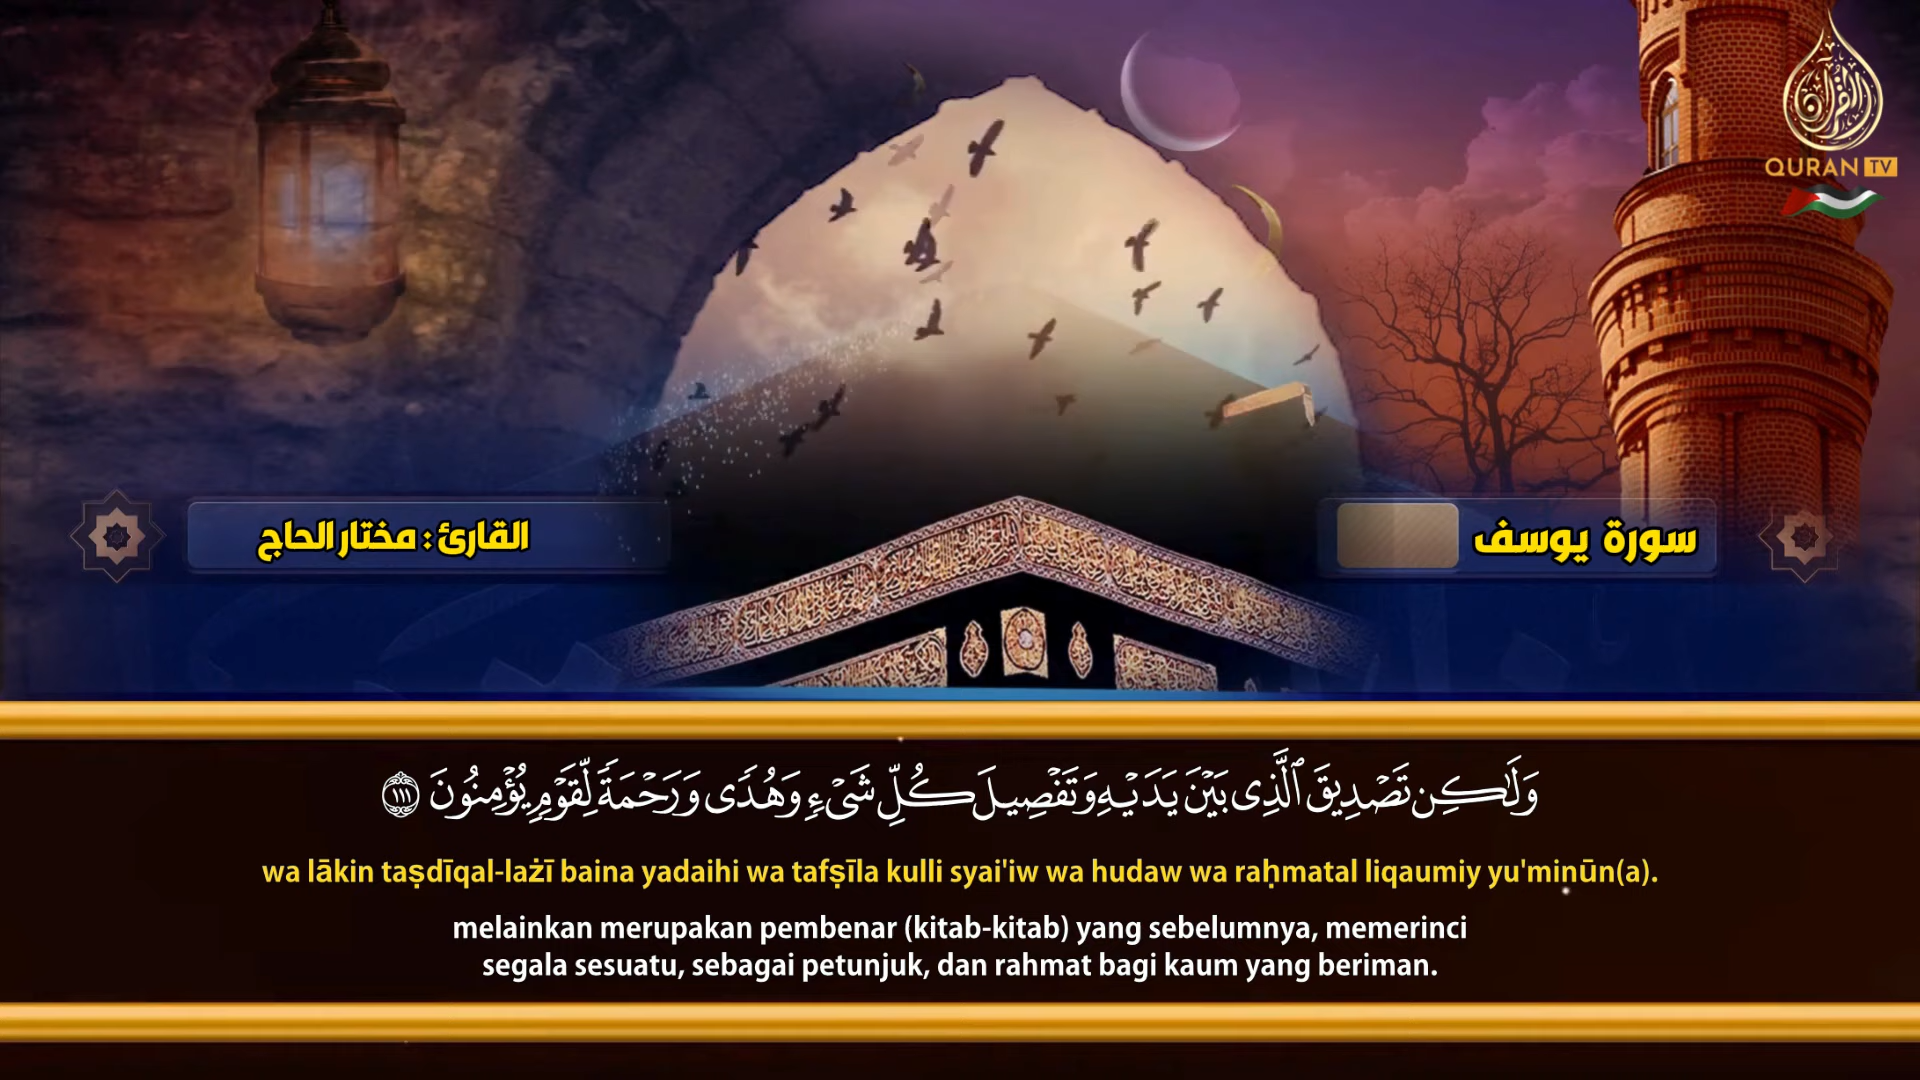 القرآن
QURAN TV
سورة يوسف
القارئ : مختار الحاج
وَلَٰكِن تَصْدِيقَ ٱلَّذِى بَيْنَ يَدَيْهِ وَتَفْصِيلَ كُلِّ شَىْءٍ وَهُدًى وَرَحْمَةً لِّقَوْمٍ يُؤْمِنُونَ ١١١
wa lākin taṣdīqal-lażī baina yadaihi wa tafṣīla kulli syai'iw wa hudaw wa raḥmatal liqaumiy yu'minūn(a).
melainkan merupakan pembenar (kitab-kitab) yang sebelumnya, memerinci
segala sesuatu, sebagai petunjuk, dan rahmat bagi kaum yang beriman.